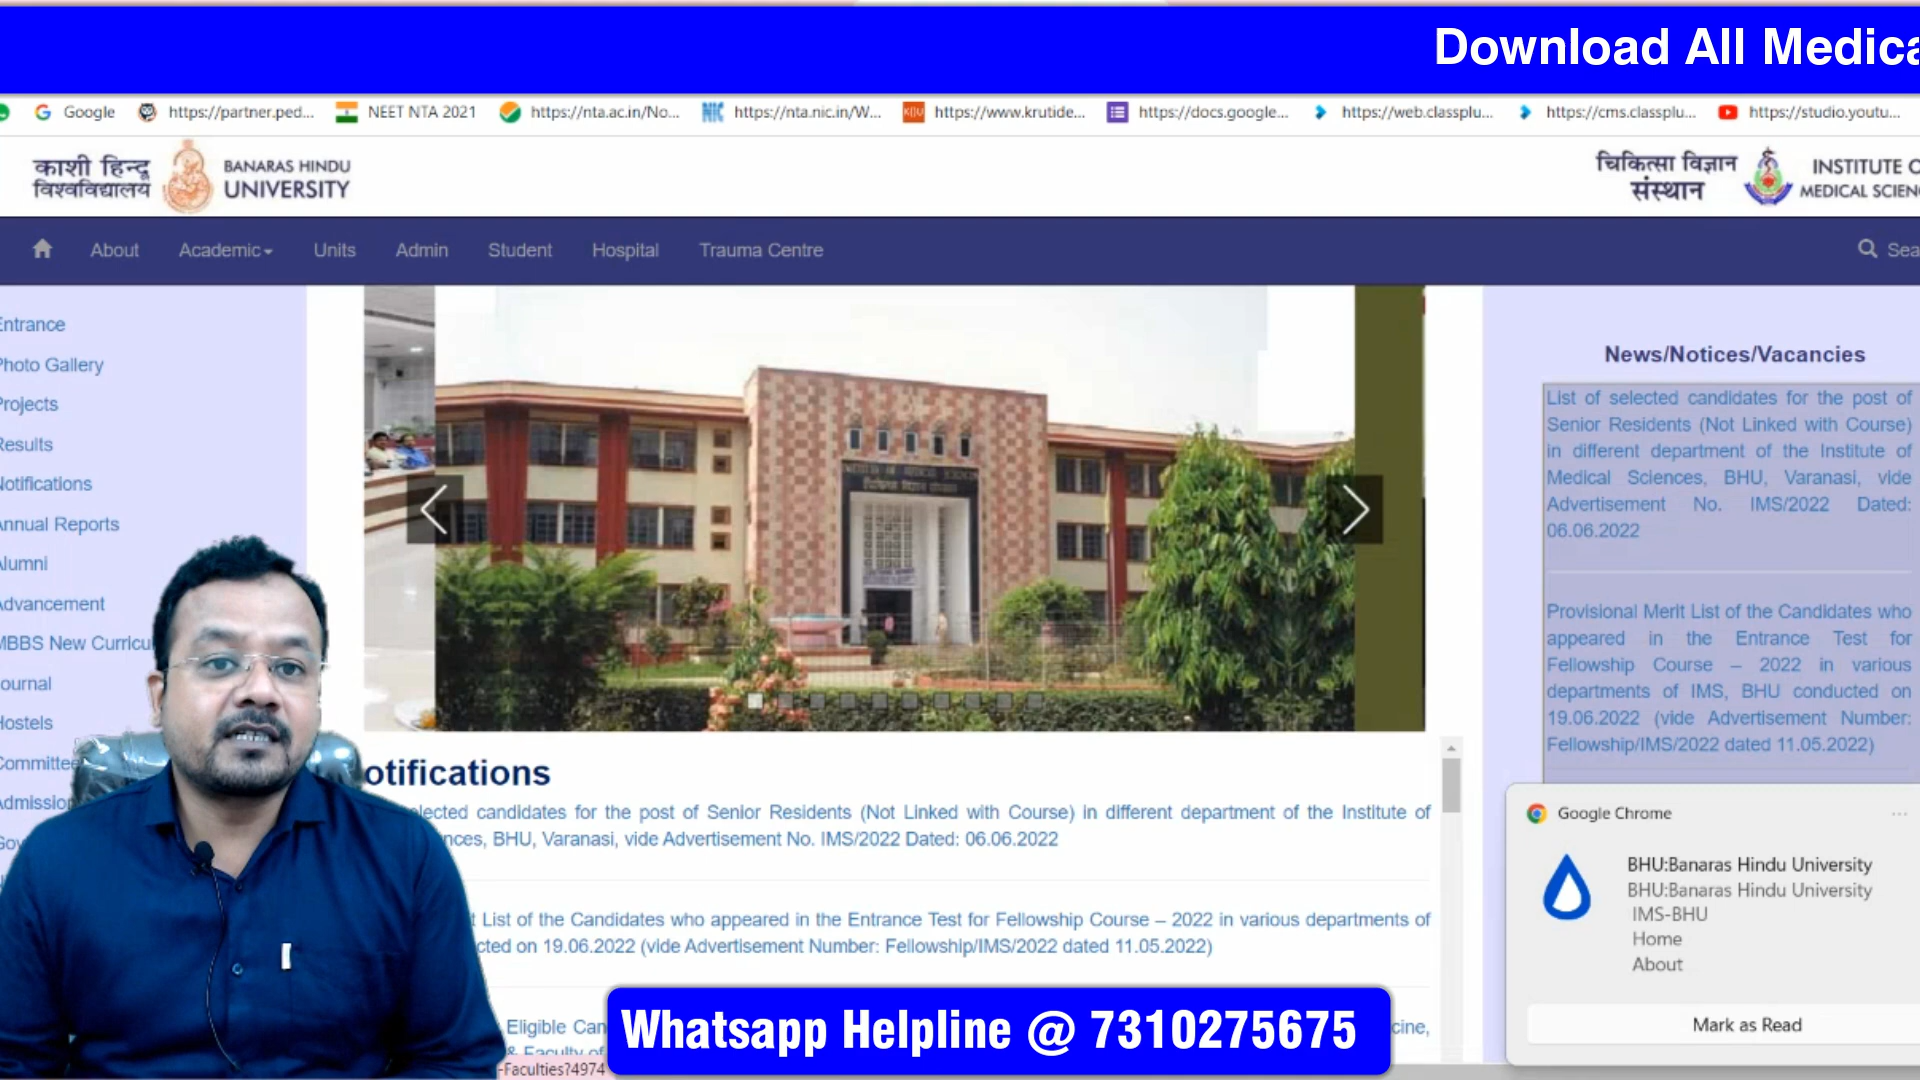 Download All Medica
Google
https://partner.ped...
NEET NTA 2021
https://nta.ac.in/No...
NIC
https://nta.nic.in/W...
https://www.krutide...
https://docs.google...
https://web.classplu...
https://cms.classplu...
https://studio.youtu...
काशी हिन्दू
विश्वविद्यालय
BANARAS HINDU
UNIVERSITY
चिकित्सा विज्ञान
संस्थान
INSTITUTE O
MEDICAL SCIEN
About
Academic
Units
Admin
Student
Hospital
Trauma Centre
Sea
Entrance
Photo Gallery
Projects
Results
Notifications
Annual Reports
Alumni
Advancement
MBBS New Curricu
Journal
Hostels
Committee
Admission
Gov
otifications
elected candidates for the post of Senior Residents (Not Linked with Course) in different department of the Institute of
nces, BHU, Varanasi, vide Advertisement No. IMS/2022 Dated: 06.06.2022
t List of the Candidates who appeared in the Entrance Test for Fellowship Course – 2022 in various departments of
cted on 19.06.2022 (vide Advertisement Number: Fellowship/IMS/2022 dated 11.05.2022)
Eligible Can
cine,
& Faculty of
-Faculties?4974
Whatsapp Helpline @ 7310275675
News/Notices/Vacancies
List of selected candidates for the post of
Senior Residents (Not Linked with Course)
in different department of the Institute of
Medical Sciences, BHU, Varanasi, vide
Advertisement No. IMS/2022 Dated:
06.06.2022
Provisional Merit List of the Candidates who
appeared in the Entrance Test for
Fellowship Course – 2022 in various
departments of IMS, BHU conducted on
19.06.2022 (vide Advertisement Number:
Fellowship/IMS/2022 dated 11.05.2022)
Google Chrome
BHU:Banaras Hindu University
BHU:Banaras Hindu University
IMS-BHU
Home
About
Mark as Read